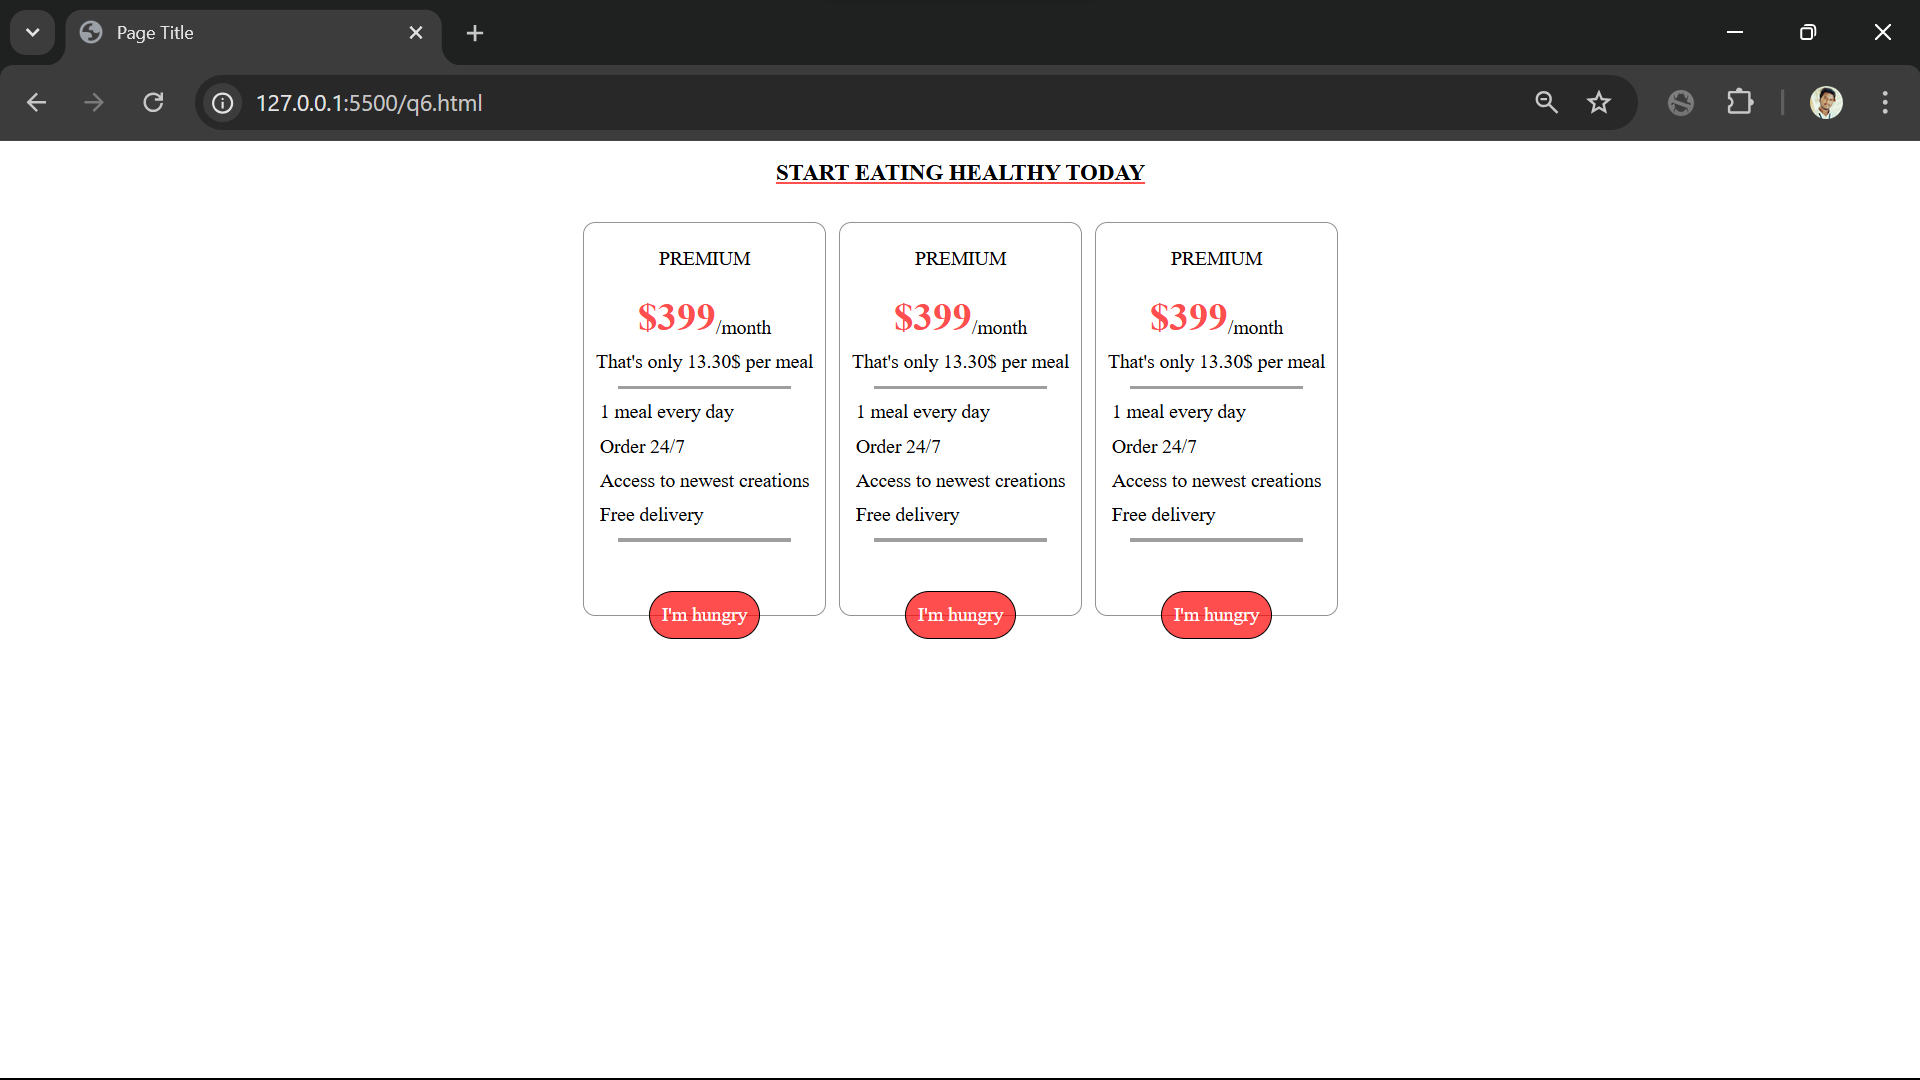 Page Title
127.0.0.1:5500/q6.html
START EATING HEALTHY TODAY
PREMIUM
$399/month
That's only 13.30$ per meal
1 meal every day
Order 24/7
Access to newest creations
Free delivery
I'm hungry
PREMIUM
$399/month
That's only 13.30$ per meal
1 meal every day
Order 24/7
Access to newest creations
Free delivery
I'm hungry
PREMIUM
$399/month
That's only 13.30$ per meal
1 meal every day
Order 24/7
Access to newest creations
Free delivery
I'm hungry